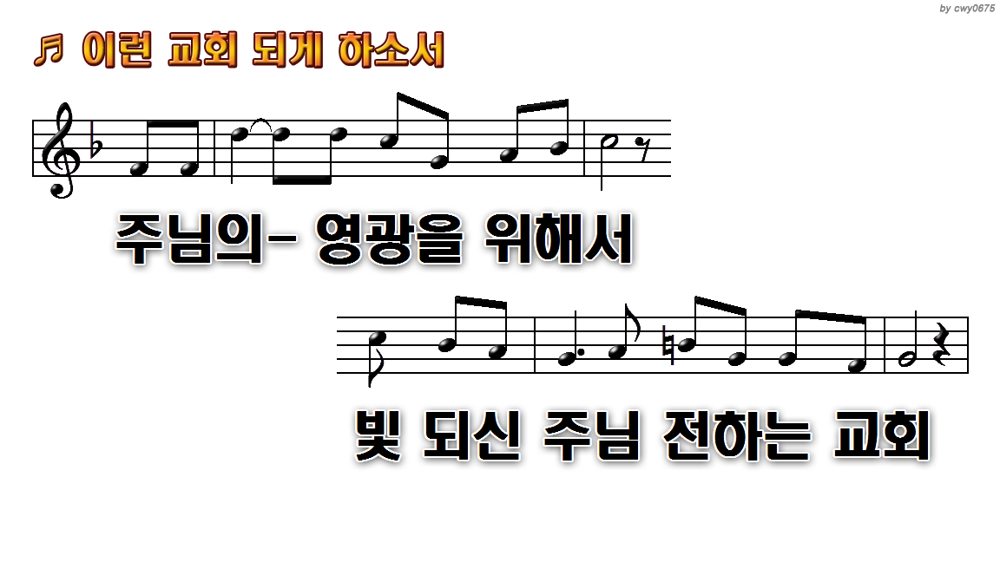 by cwy0675
♬ 이런 교회 되게 하소서
주님의- 영광을 위해서
빛 되신 주님 전하는 교회